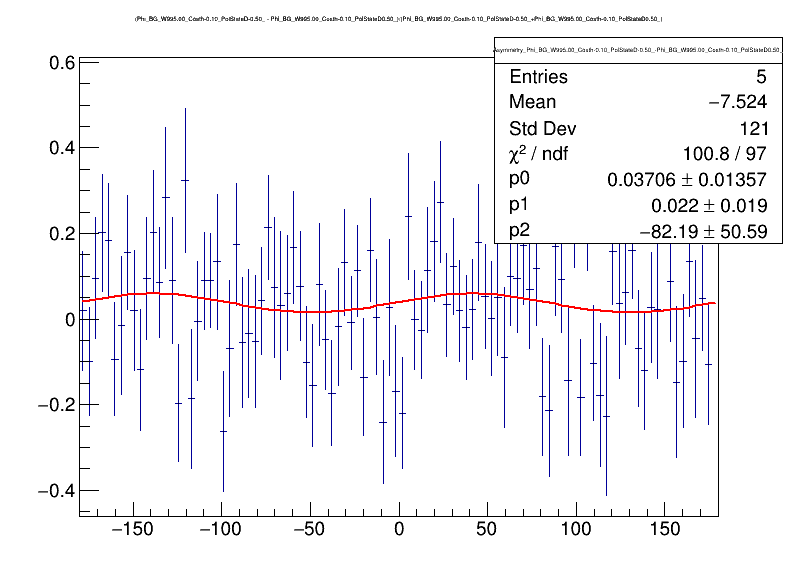 (Phi_BG_W995.00_Costh-0.10_PolStateD-0.50_ - Phi_BG_W995.00_Costh-0.10_PolStateD0.50_)/(Phi_BG_W995.00_Costh-0.10_PolStateD-0.50_+Phi_BG_W995.00_Costh-0.10_PolStateD0.50_)
Asymmetry_Phi_BG_W995.00_Costh-0.10_PolStateD-0.50_-Phi_BG_W995.00_Costh-0.10_PolStateD0.50_
Entries 5
Mean −7.524
Std Dev 121
χ² / ndf 100.8 / 97
p0 0.03706 ± 0.01357
p1 0.022 ± 0.019
p2 −82.19 ± 50.59
0.6
0.4
0.2
0
−0.2
−0.4
−150 −100 −50 0 50 100 150